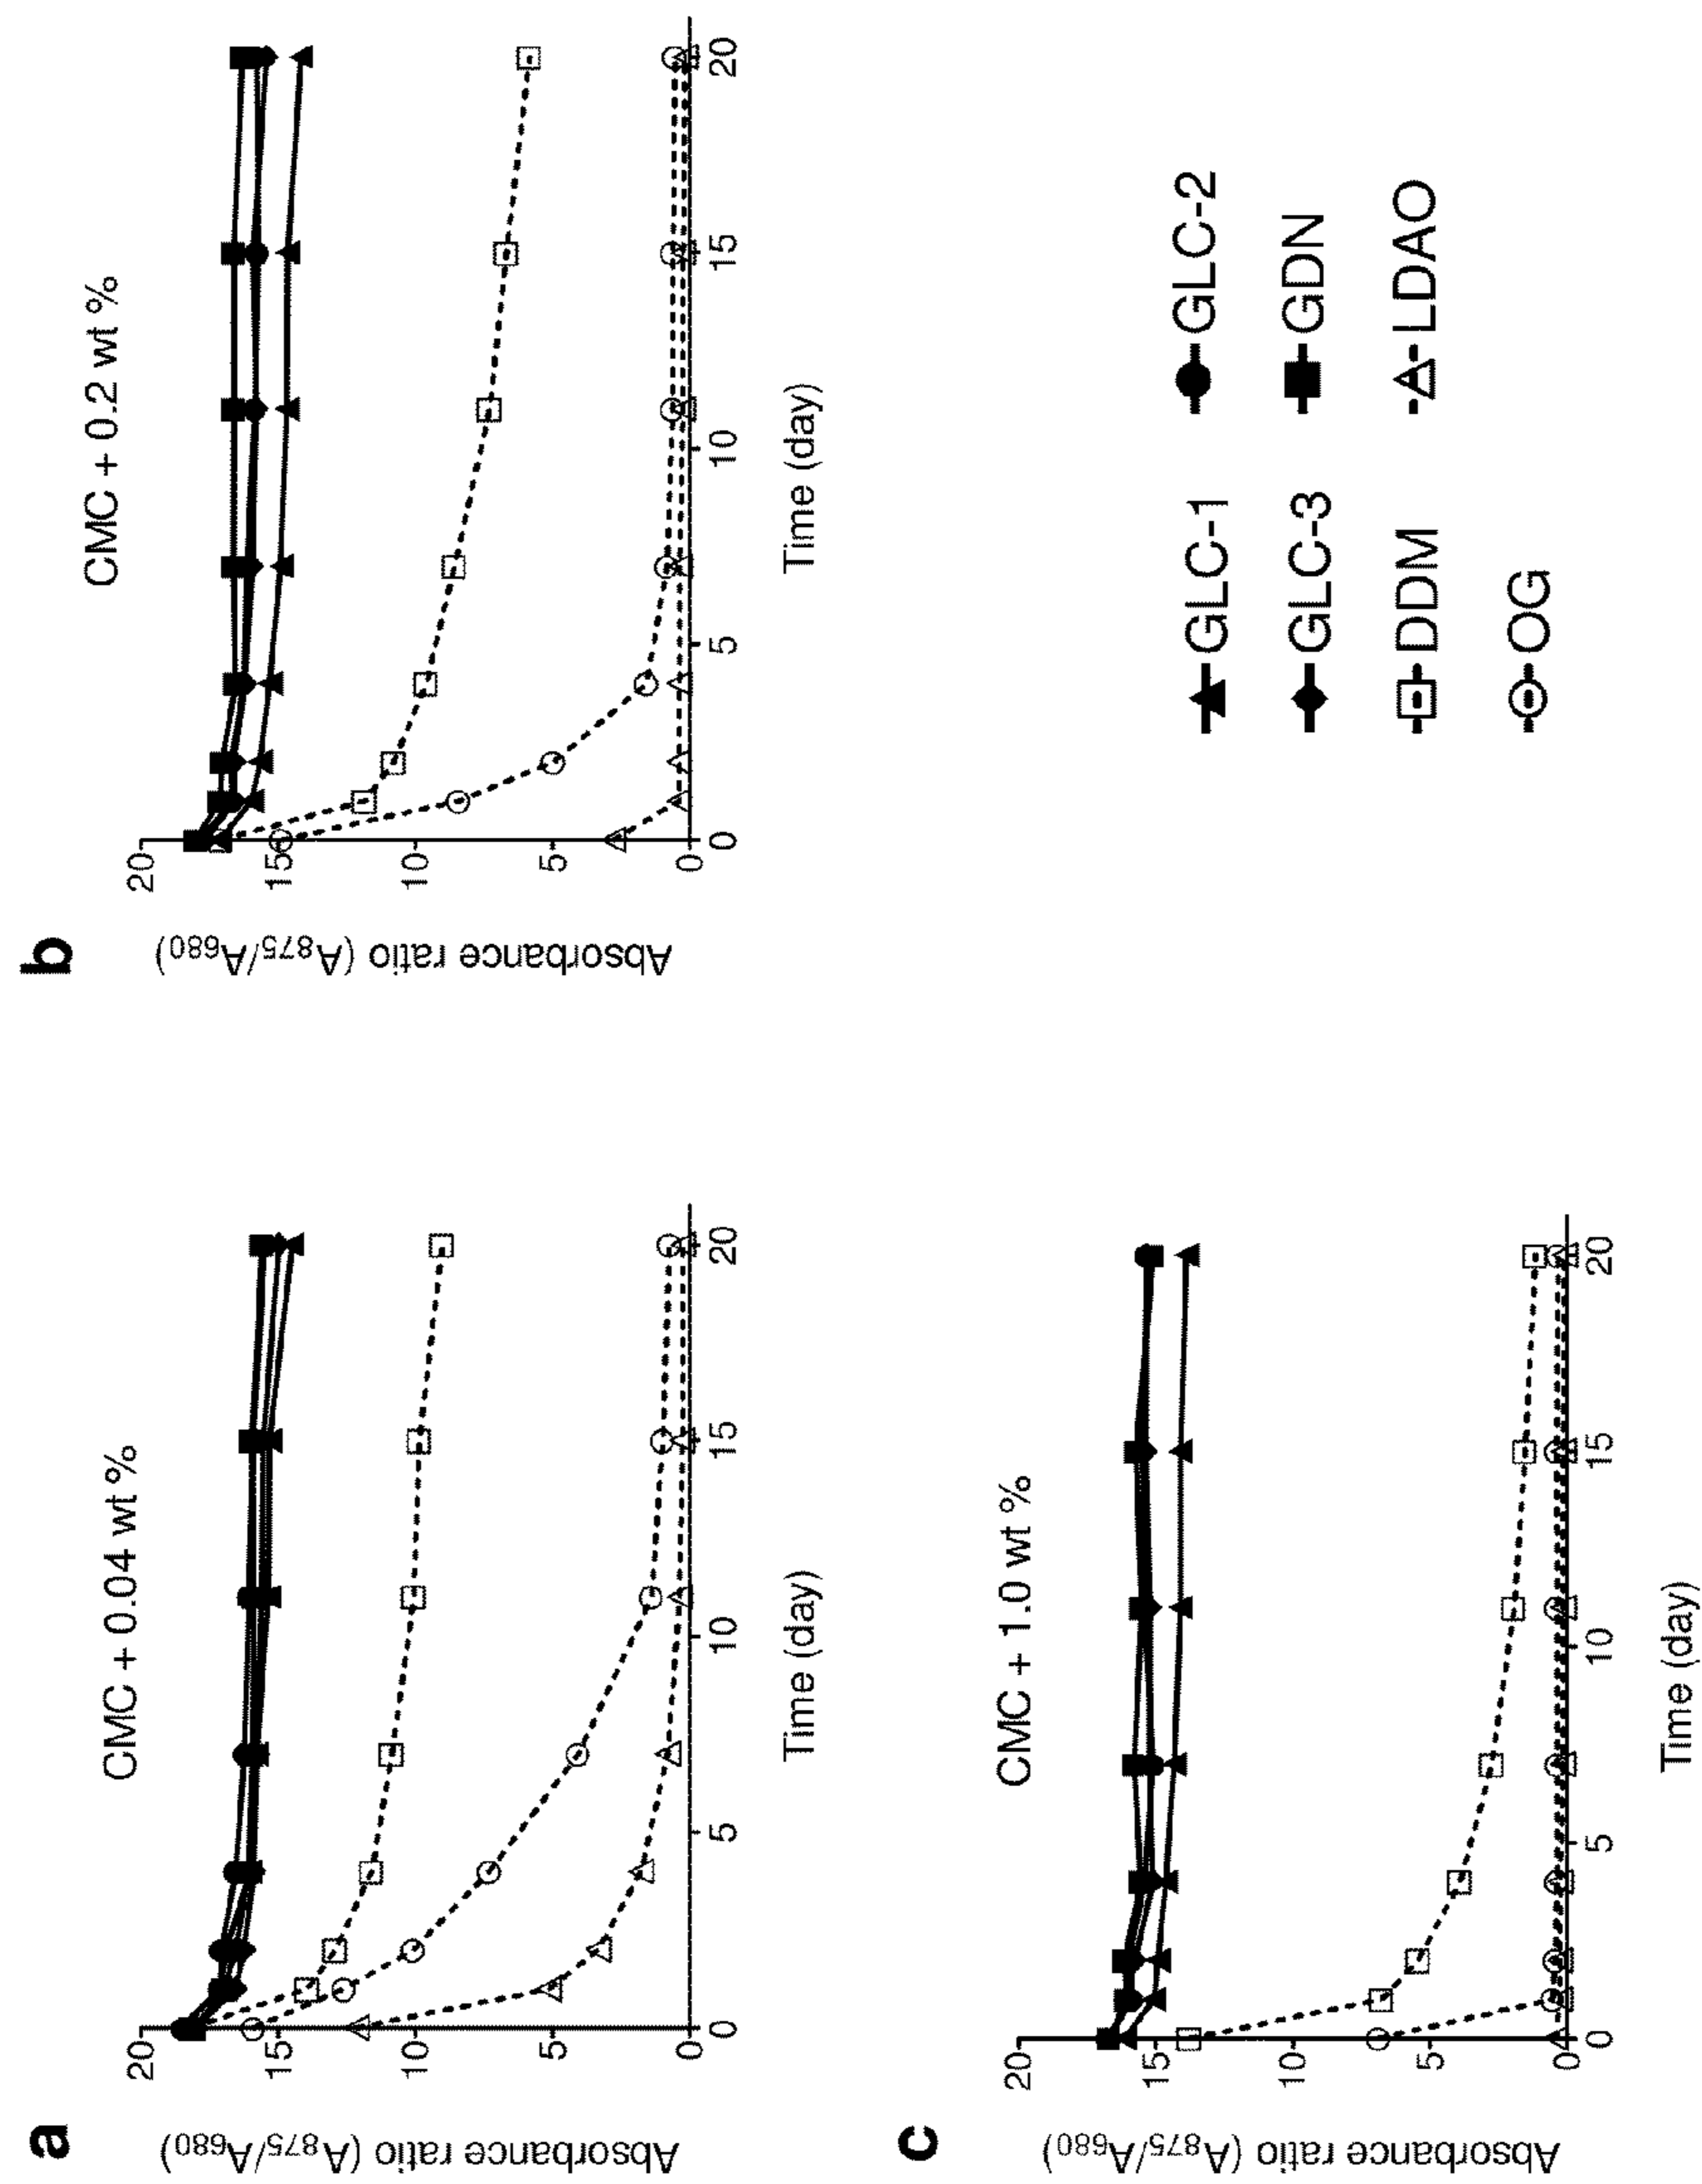 a
CMC + 0.04 wt %
Absorbance ratio (A875/A680)
20
15
10
5
0
0
5
10
15
20
Time (day)
b
CMC + 0.2 wt %
Absorbance ratio (A875/A680)
20
15
10
5
0
0
5
10
15
20
Time (day)
c
CMC + 1.0 wt %
Absorbance ratio (A875/A680)
20
15
10
5
0
0
5
10
15
20
Time (day)
GLC-1
GLC-2
GLC-3
GDN
DDM
LDAO
OG